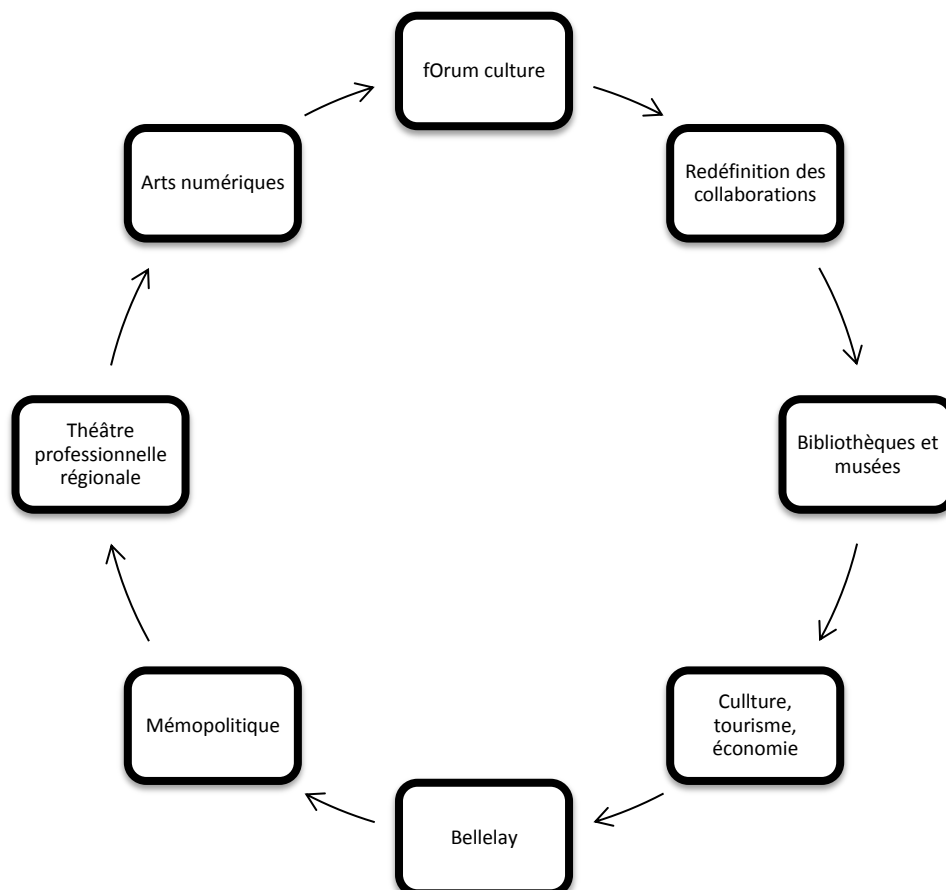 fOrum culture
Redéfinition des
collaborations
Bibliothèques et
musées
Cullture,
tourisme,
économie
Bellelay
Mémopolitique
Théâtre
professionnelle
régionale
Arts numériques